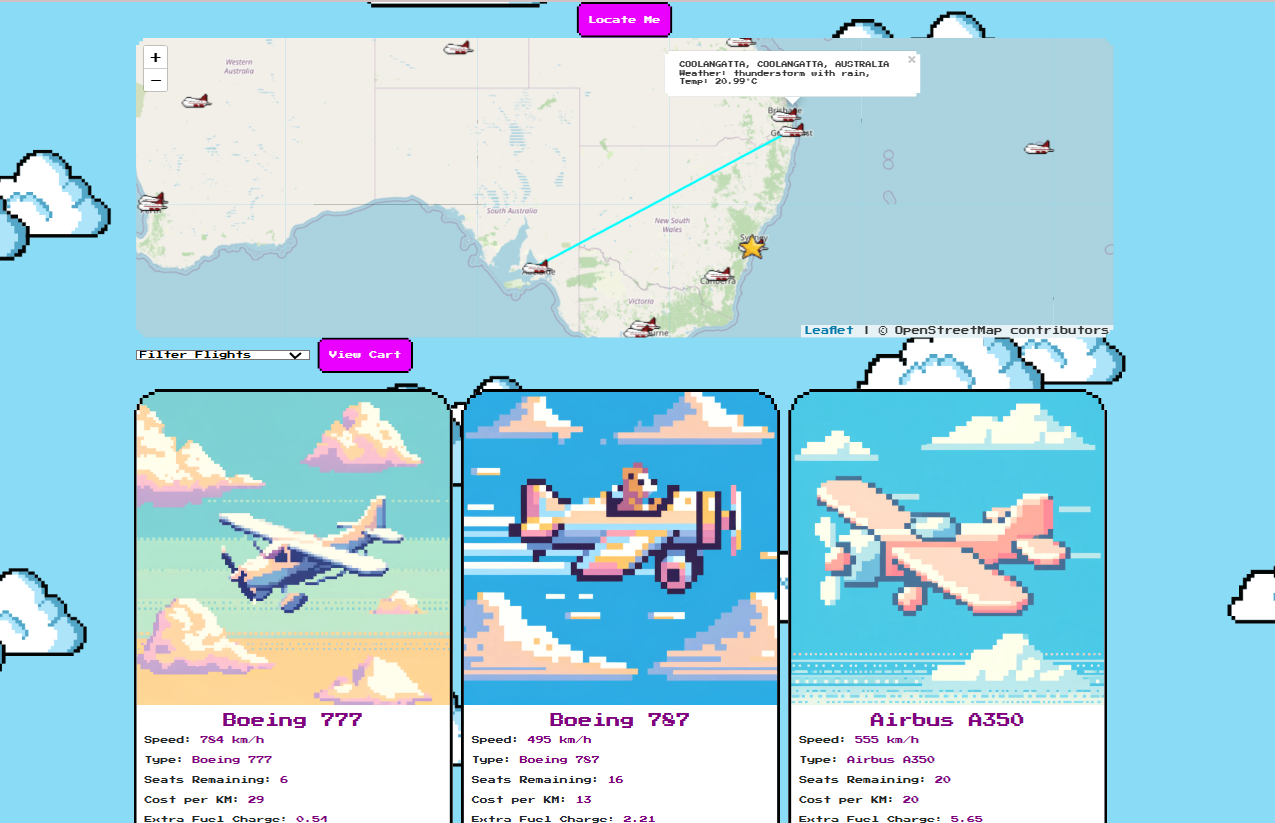 Locate Me
+
−
Western
Australia
COOLANGATTA, COOLANGATTA, AUSTRALIA
Weather: thunderstorm with rain,
Temp: 20.99°C
×
Brisbane
South Australia
New South
Wales
Sydney
Canberra
Victoria
Leaflet | © OpenStreetMap contributors
Filter Flights
View Cart
Boeing 777
Speed: 784 km/h
Type: Boeing 777
Seats Remaining: 6
Cost per KM: 29
Extra Fuel Charge: 0.54
Boeing 787
Speed: 495 km/h
Type: Boeing 787
Seats Remaining: 16
Cost per KM: 13
Extra Fuel Charge: 2.21
Airbus A350
Speed: 555 km/h
Type: Airbus A350
Seats Remaining: 20
Cost per KM: 20
Extra Fuel Charge: 5.65